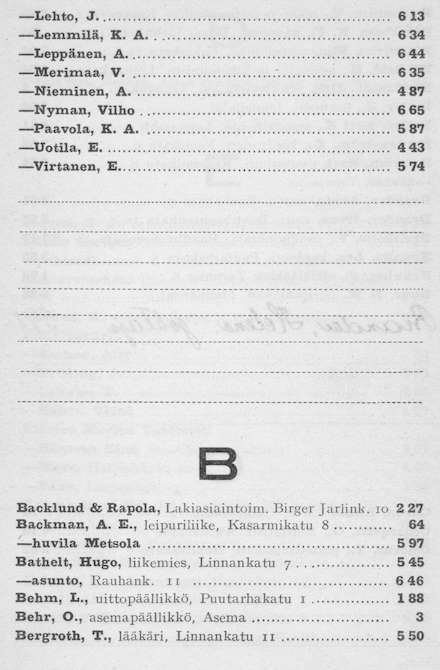 —Lehto, J. 6 13
—Lemmilä, K. A. 6 34
—Leppänen, A. 6 44
—Merimaa, V. 6 35
—Nieminen, A. 4 87
—Nyman, Vilho 6 65
—Paavola, K. A. 5 87
—Uotila, E. 4 43
—Virtanen, E. 5 74
B
Backlund & Rapola, Lakiasiaintoim. Birger Jarlink. 10 2 27
Backman, A. E., leipuriliike, Kasarmikatu 8 64
—huvila Metsola 5 97
Bathelt, Hugo, liikemies, Linnankatu 7 5 45
—asunto, Rauhank. 11 6 46
Behm, L., uittopäällikkö, Puutarhakatu 1 1 88
Behr, O., asemapäällikkö, Asema 3
Bergroth, T., lääkäri, Linnankatu 11 5 50